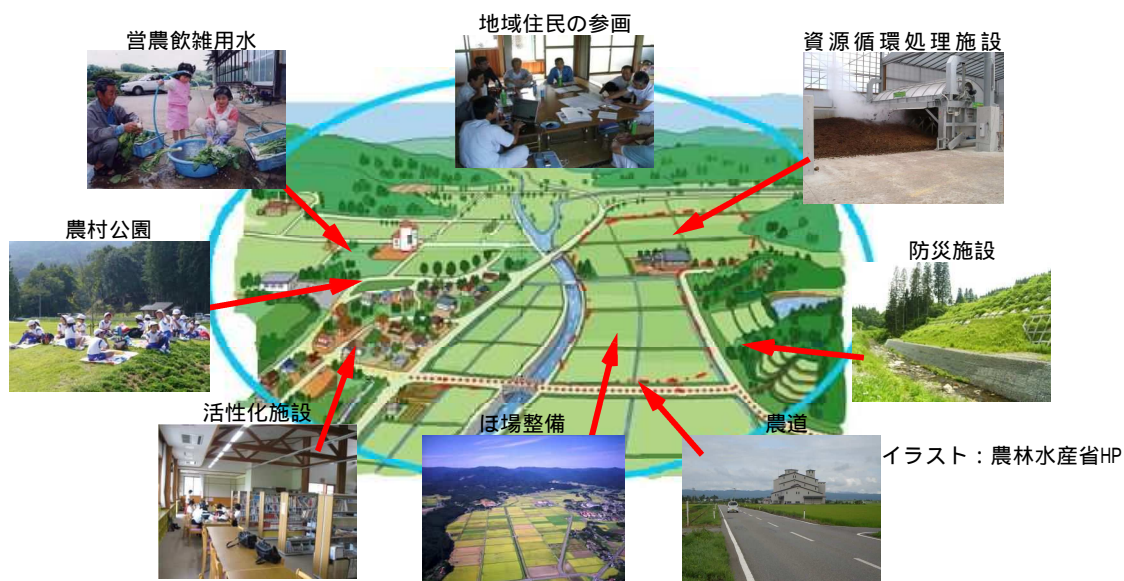 地域住民の参画
営農飲雑用水
資源循環処理施設
農村公園
防災施設
活性化施設
ほ場整備
農道
イラスト：農林水産省HP